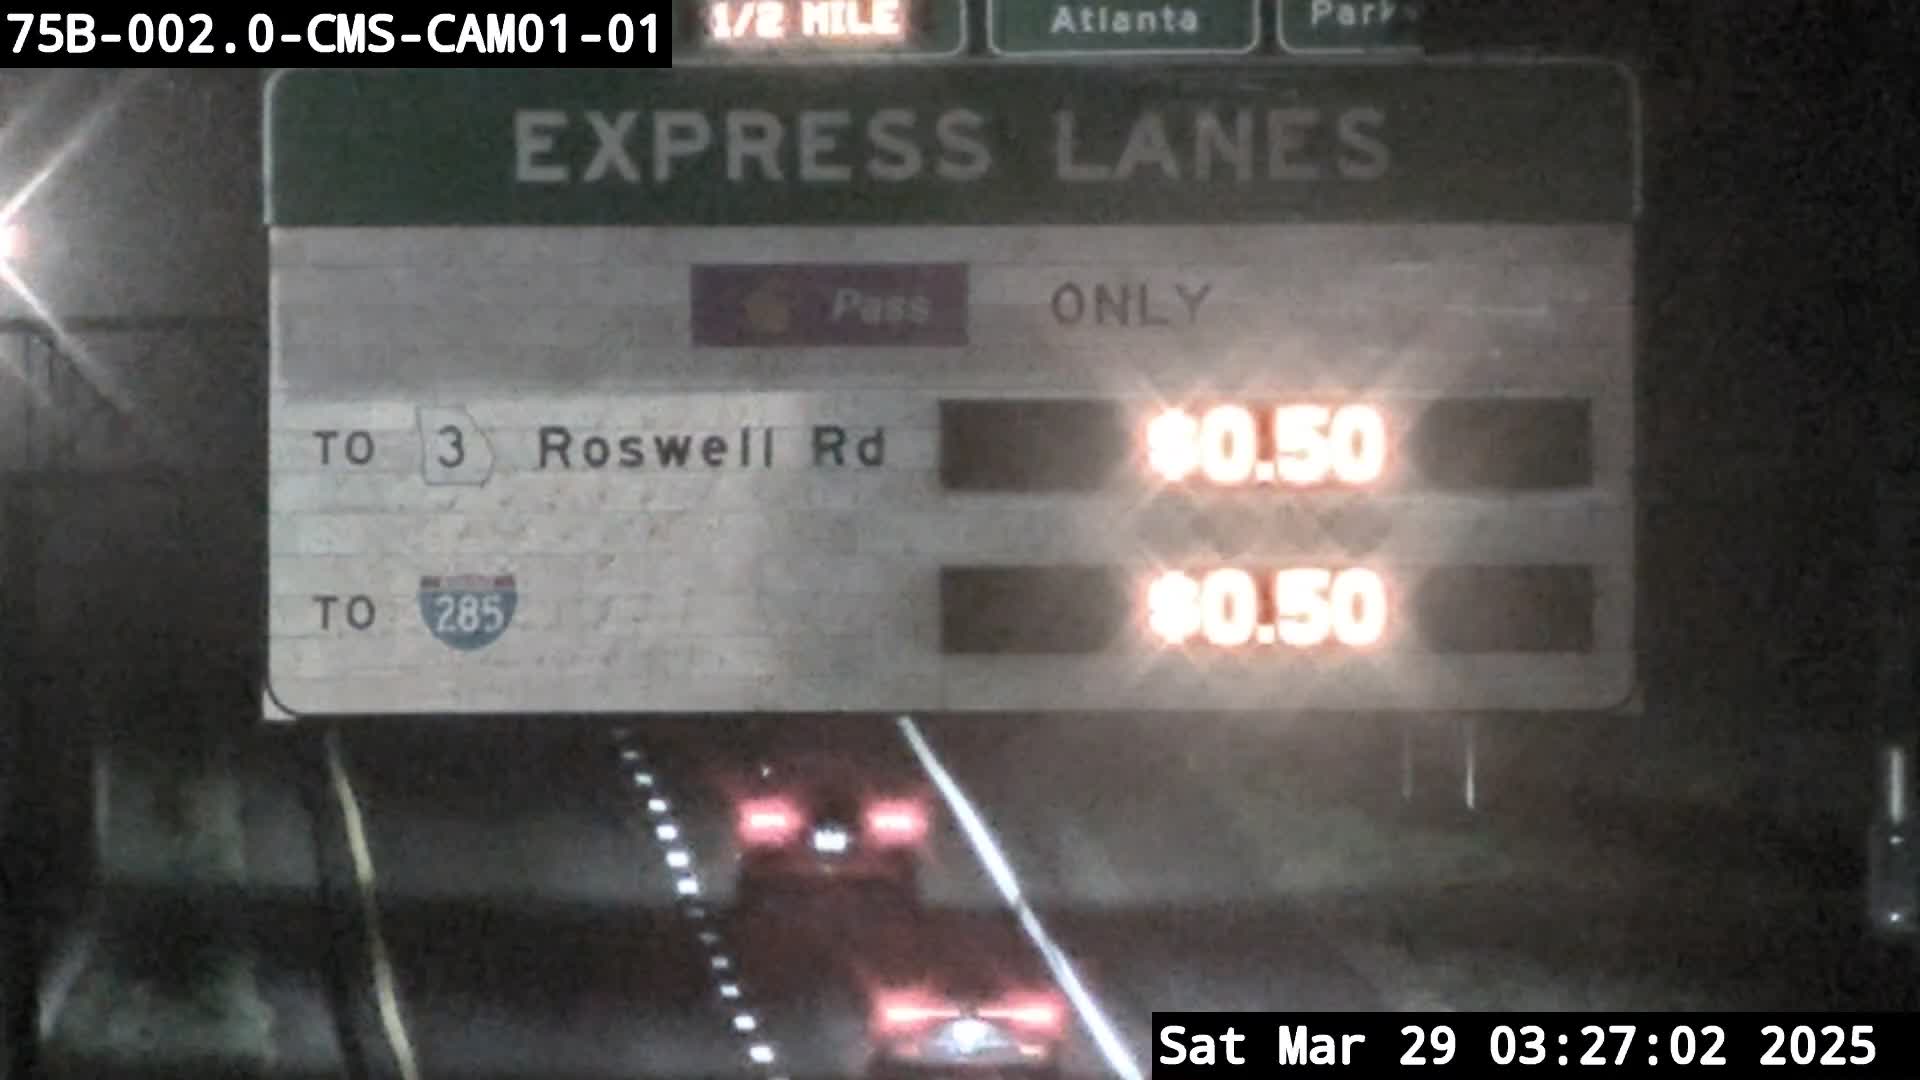 75B-002.0-CMS-CAM01-01
1/2 MILE
Atlanta
Park
EXPRESS LANES
Pass ONLY
TO 3 Roswell Rd $0.50
TO 285 $0.50
Sat Mar 29 03:27:02 2025